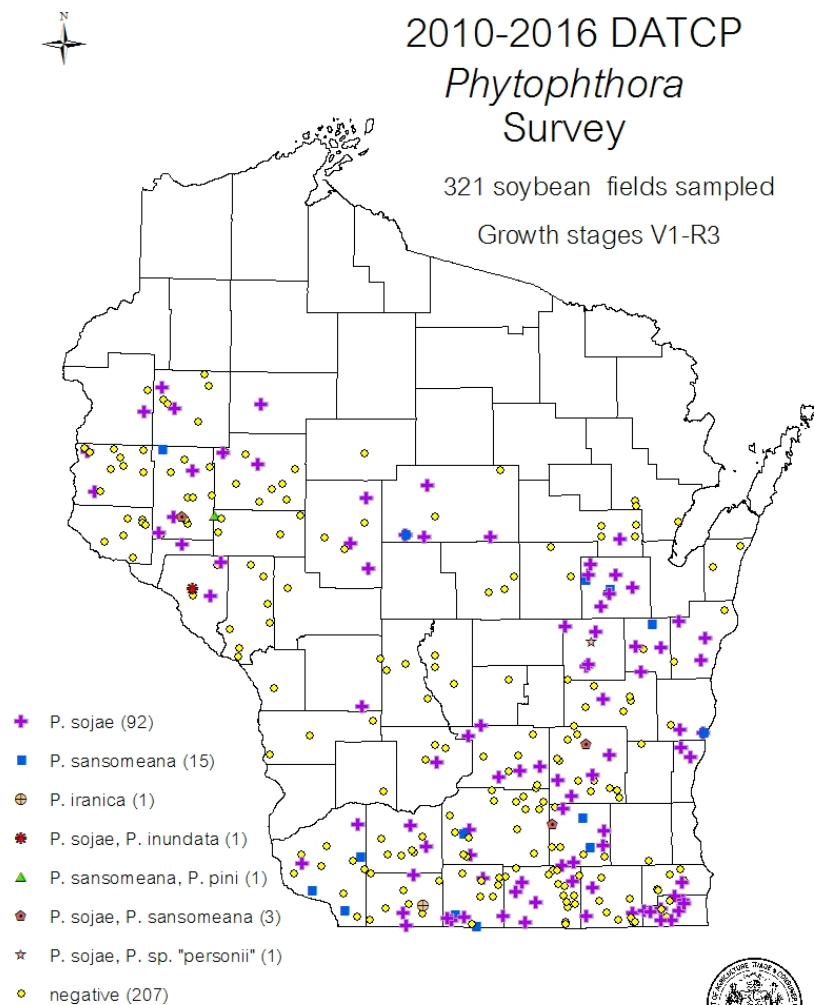 N
2010-2016 DATCP
Phytophthora
Survey
321 soybean fields sampled
Growth stages V1-R3
P. sojae (92)
P. sansomeana (15)
P. iranica (1)
P. sojae, P. inundata (1)
P. sansomeana, P. pini (1)
P. sojae, P. sansomeana (3)
P. sojae, P. sp. "personii" (1)
negative (207)